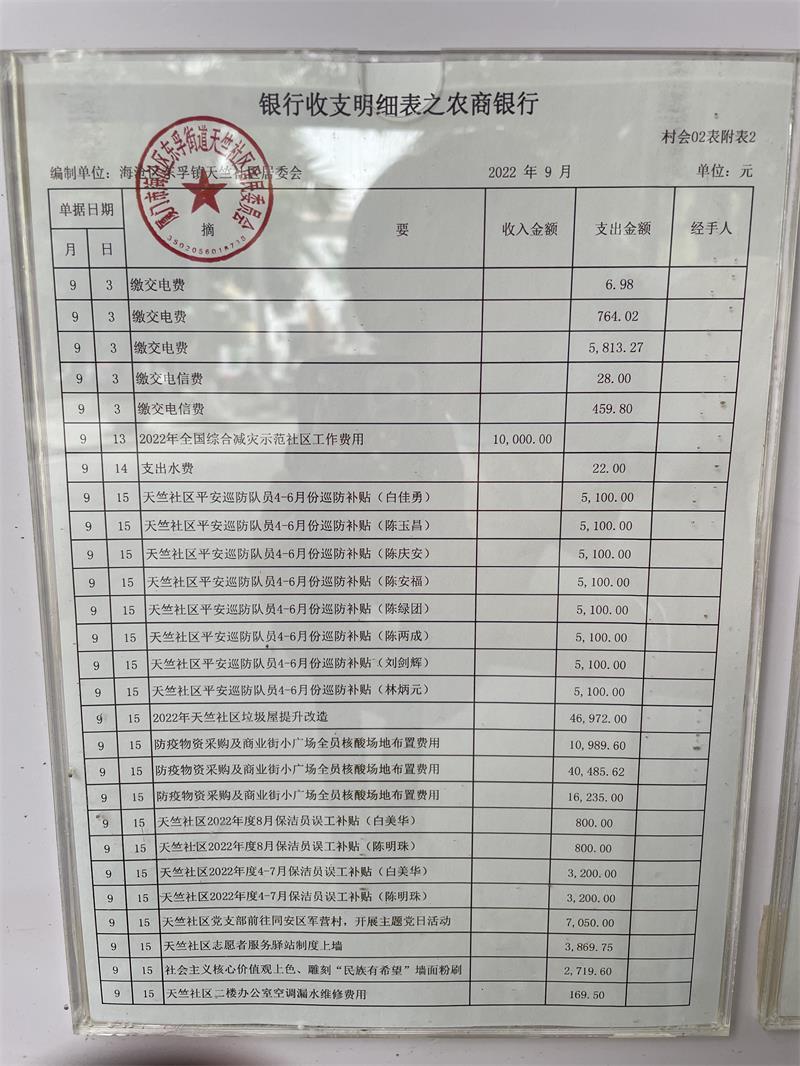 银行收支明细表之农商银行
村会02表附表2
编制单位：海沧区东孚镇天竺社区居委会 2022 年 9 月 单位：元
厦门市海沧区东孚街道天竺社区居民委员会
单据日期 摘 要 收入金额 支出金额 经手人
月 日
9 3 缴交电费 6.98
9 3 缴交电费 764.02
9 3 缴交电费 5,813.27
9 3 缴交电信费 28.00
9 3 缴交电信费 459.80
9 13 2022年全国综合减灾示范社区工作费用 10,000.00
9 14 支出水费 22.00
9 15 天竺社区平安巡防队员4-6月份巡防补贴（白佳勇） 5,100.00
9 15 天竺社区平安巡防队员4-6月份巡防补贴（陈玉昌） 5,100.00
9 15 天竺社区平安巡防队员4-6月份巡防补贴（陈庆安） 5,100.00
9 15 天竺社区平安巡防队员4-6月份巡防补贴（陈安福） 5,100.00
9 15 天竺社区平安巡防队员4-6月份巡防补贴（陈绿团） 5,100.00
9 15 天竺社区平安巡防队员4-6月份巡防补贴（陈两成） 5,100.00
9 15 天竺社区平安巡防队员4-6月份巡防补贴（刘剑辉） 5,100.00
9 15 天竺社区平安巡防队员4-6月份巡防补贴（林炳元） 5,100.00
9 15 2022年天竺社区垃圾屋提升改造 46,972.00
9 15 防疫物资采购及商业街小广场全员核酸场地布置费用 10,989.60
9 15 防疫物资采购及商业街小广场全员核酸场地布置费用 40,485.62
9 15 防疫物资采购及商业街小广场全员核酸场地布置费用 16,235.00
9 15 天竺社区2022年度8月保洁员误工补贴（白美华） 800.00
9 15 天竺社区2022年度8月保洁员误工补贴（陈明珠） 800.00
9 15 天竺社区2022年度4-7月保洁员误工补贴（白美华） 3,200.00
9 15 天竺社区2022年度4-7月保洁员误工补贴（陈明珠） 3,200.00
9 15 天竺社区党支部前往同安区军营村，开展主题党日活动 7,050.00
9 15 天竺社区志愿者服务驿站制度上墙 3,869.75
9 15 社会主义核心价值观上色、雕刻“民族有希望”墙面粉刷 2,719.60
9 15 天竺社区二楼办公室空调漏水维修费用 169.50